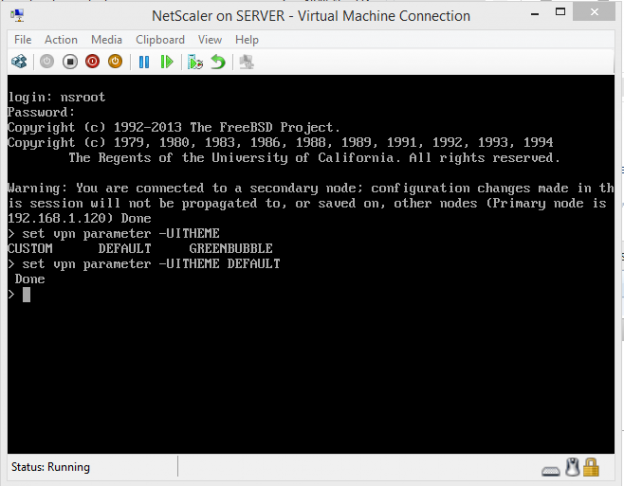 NetScaler on SERVER - Virtual Machine Connection
File Action Media Clipboard View Help
login: nsroot
Password:
Copyright (c) 1992-2013 The FreeBSD Project.
Copyright (c) 1979, 1980, 1983, 1986, 1988, 1989, 1991, 1992, 1993, 1994
The Regents of the University of California. All rights reserved.
Warning: You are connected to a secondary node; configuration changes made in th
is session will not be propagated to, or saved on, other nodes (Primary node is
192.168.1.120) Done
> set vpn parameter -UITHEME
CUSTOM DEFAULT GREENBUBBLE
> set vpn parameter -UITHEME DEFAULT
Done
>
Status: Running